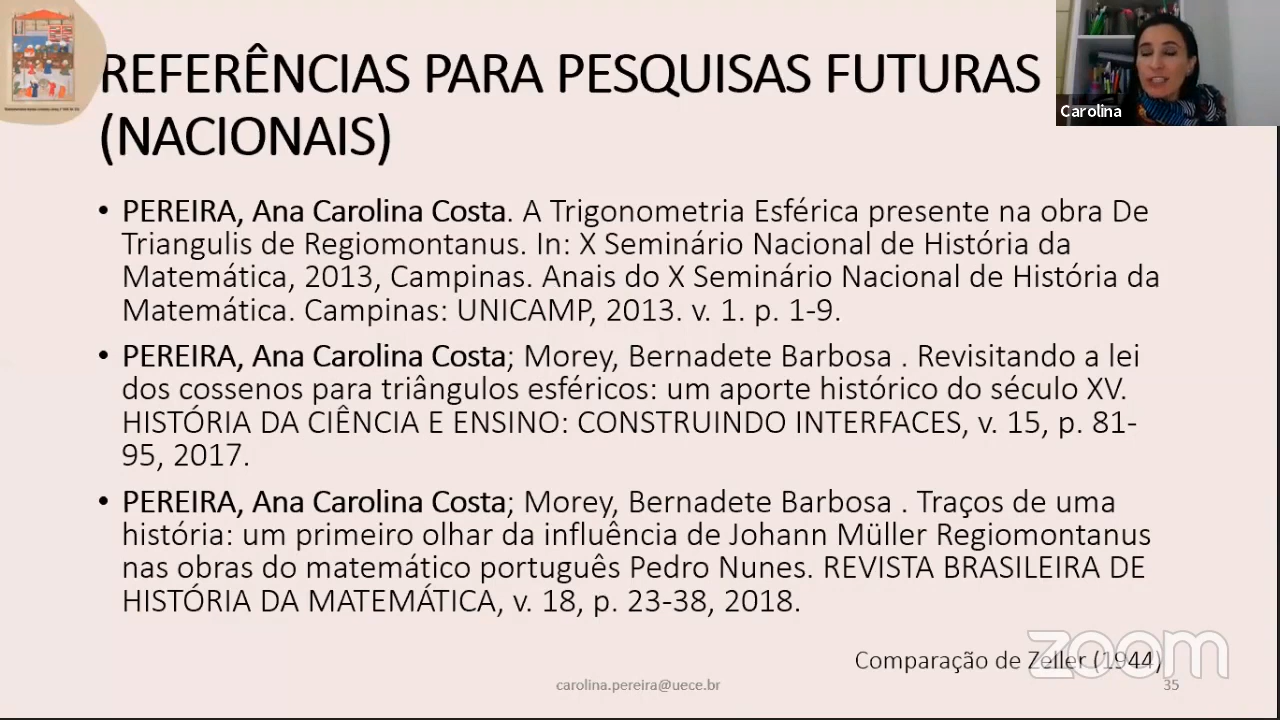 REFERÊNCIAS PARA PESQUISAS FUTURAS
(NACIONAIS)
Carolina
• PEREIRA, Ana Carolina Costa. A Trigonometria Esférica presente na obra De
Triangulis de Regiomontanus. In: X Seminário Nacional de História da
Matemática, 2013, Campinas. Anais do X Seminário Nacional de História da
Matemática. Campinas: UNICAMP, 2013. v. 1. p. 1-9.
• PEREIRA, Ana Carolina Costa; Morey, Bernadete Barbosa . Revisitando a lei
dos cossenos para triângulos esféricos: um aporte histórico do século XV.
HISTÓRIA DA CIÊNCIA E ENSINO: CONSTRUINDO INTERFACES, v. 15, p. 81-
95, 2017.
• PEREIRA, Ana Carolina Costa; Morey, Bernadete Barbosa . Traços de uma
história: um primeiro olhar da influência de Johann Müller Regiomontanus
nas obras do matemático português Pedro Nunes. REVISTA BRASILEIRA DE
HISTÓRIA DA MATEMÁTICA, v. 18, p. 23-38, 2018.
Comparação de Zeller (1944)
zoom
carolina.pereira@uece.br
35